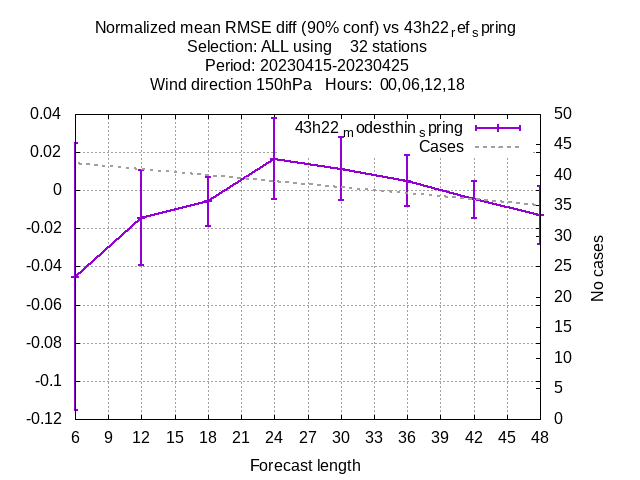 Normalized mean RMSE diff (90% conf) vs 43h22refspring
Selection: ALL using 32 stations
Period: 20230415-20230425
Wind direction 150hPa Hours: 00,06,12,18
43h22modesthinspring
Cases
0.04
0.02
0
-0.02
-0.04
-0.06
-0.08
-0.1
-0.12
50
45
40
35
30
25
20
15
10
5
0
No cases
6 9 12 15 18 21 24 27 30 33 36 39 42 45 48
Forecast length